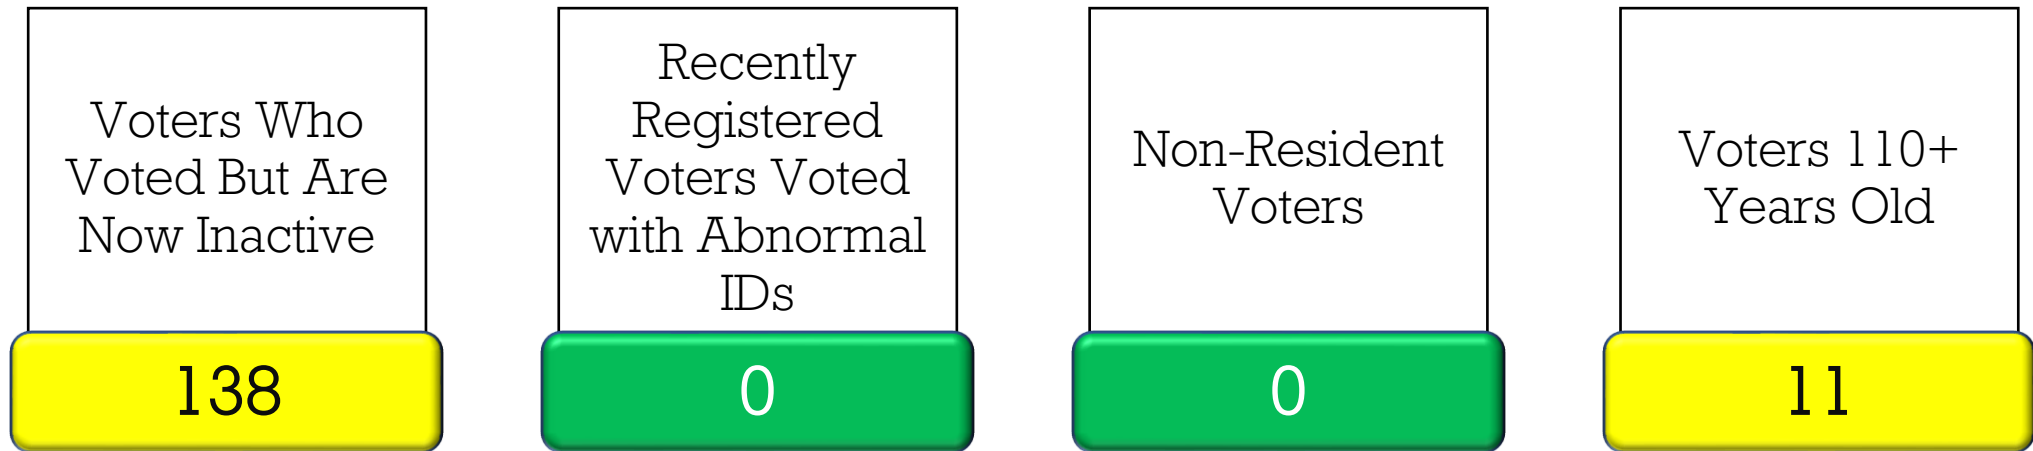 Voters Who
Voted But Are
Now Inactive
138
Recently
Registered
Voters Voted
with Abnormal
IDs
0
Non-Resident
Voters
0
Voters 110+
Years Old
11